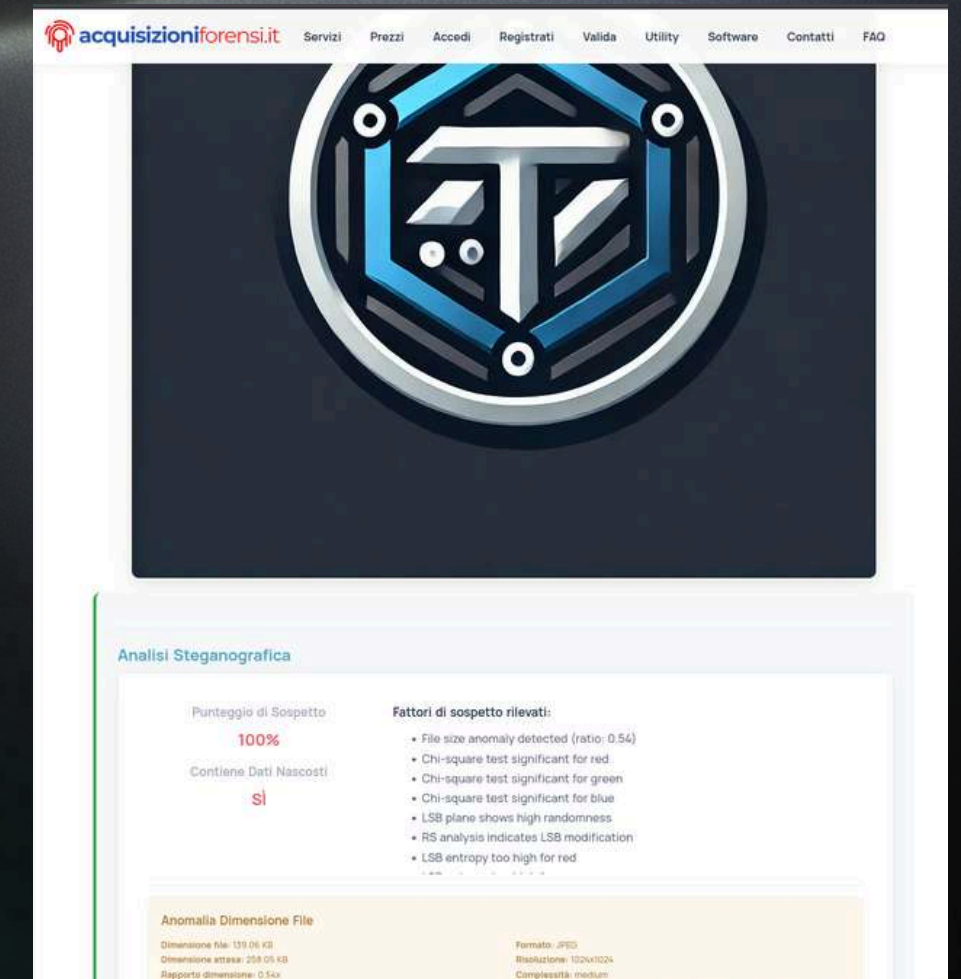 acquisizioniforensi.it Servizi Prezzi Accedi Registrati Valida Utility Software Contatti FAQ
Analisi Steganografica
Punteggio di Sospetto
100%
Contiene Dati Nascosti
SÌ
Fattori di sospetto rilevati:
• File size anomaly detected (ratio: 0.54)
• Chi-square test significant for red
• Chi-square test significant for green
• Chi-square test significant for blue
• LSB plane shows high randomness
• RS analysis indicates LSB modification
• LSB entropy too high for red
Anomalia Dimensione File
Dimensione file: 139.06 KB
Dimensione attesa: 258.05 KB
Rapporto dimensione: 0.54x
Formato: JPEG
Risoluzione: 1024x1024
Complessità: medium